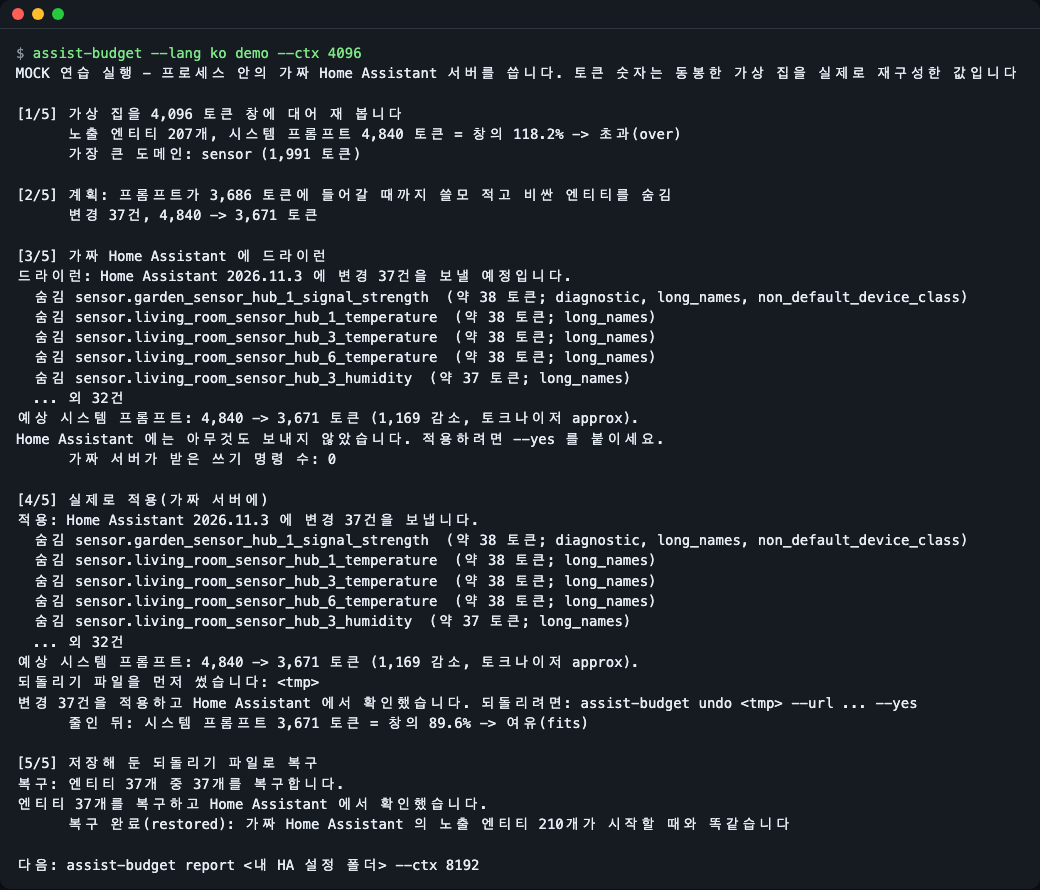 $ assist-budget --lang ko demo --ctx 4096
MOCK 연습 실행 - 프로세스 안의 가짜 Home Assistant 서버를 씁니다. 토큰 숫자는 동봉한 가상 집을 실제로 재구성한 값입니다
[1/5] 가상 집을 4,096 토큰 창에 대어 재 봅니다
노출 엔티티 207개, 시스템 프롬프트 4,840 토큰 = 창의 118.2% -> 초과(over)
가장 큰 도메인: sensor (1,991 토큰)
[2/5] 계획: 프롬프트가 3,686 토큰에 들어갈 때까지 쓸모 적고 비싼 엔티티를 숨김
변경 37건, 4,840 -> 3,671 토큰
[3/5] 가짜 Home Assistant 에 드라이런
드라이런: Home Assistant 2026.11.3 에 변경 37건을 보낼 예정입니다.
숨김 sensor.garden_sensor_hub_1_signal_strength (약 38 토큰; diagnostic, long_names, non_default_device_class)
숨김 sensor.living_room_sensor_hub_1_temperature (약 38 토큰; long_names)
숨김 sensor.living_room_sensor_hub_3_temperature (약 38 토큰; long_names)
숨김 sensor.living_room_sensor_hub_6_temperature (약 38 토큰; long_names)
숨김 sensor.living_room_sensor_hub_3_humidity (약 37 토큰; long_names)
... 외 32건
예상 시스템 프롬프트: 4,840 -> 3,671 토큰 (1,169 감소, 토크나이저 approx).
Home Assistant 에는 아무것도 보내지 않았습니다. 적용하려면 --yes 를 붙이세요.
가짜 서버가 받은 쓰기 명령 수: 0
[4/5] 실제로 적용(가짜 서버에)
적용: Home Assistant 2026.11.3 에 변경 37건을 보냅니다.
숨김 sensor.garden_sensor_hub_1_signal_strength (약 38 토큰; diagnostic, long_names, non_default_device_class)
숨김 sensor.living_room_sensor_hub_1_temperature (약 38 토큰; long_names)
숨김 sensor.living_room_sensor_hub_3_temperature (약 38 토큰; long_names)
숨김 sensor.living_room_sensor_hub_6_temperature (약 38 토큰; long_names)
숨김 sensor.living_room_sensor_hub_3_humidity (약 37 토큰; long_names)
... 외 32건
예상 시스템 프롬프트: 4,840 -> 3,671 토큰 (1,169 감소, 토크나이저 approx).
되돌리기 파일을 먼저 썼습니다: <tmp>
변경 37건을 적용하고 Home Assistant 에서 확인했습니다. 되돌리려면: assist-budget undo <tmp> --url ... --yes
줄인 뒤: 시스템 프롬프트 3,671 토큰 = 창의 89.6% -> 여유(fits)
[5/5] 저장해 둔 되돌리기 파일로 복구
복구: 엔티티 37개 중 37개를 복구합니다.
엔티티 37개를 복구하고 Home Assistant 에서 확인했습니다.
복구 완료(restored): 가짜 Home Assistant 의 노출 엔티티 210개가 시작할 때와 똑같습니다
다음: assist-budget report <내 HA 설정 폴더> --ctx 8192